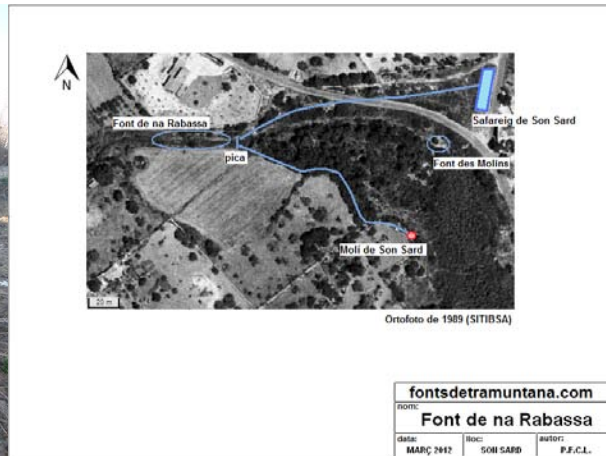 N
Font de na Rabassa
Safareig de Son Sard
pica
Font des Molins
Molí de Son Sard
20 m
Ortofoto de 1989 (SITIBSA)
fontsdetramuntana.com
nom:
Font de na Rabassa
data: lloc: autor:
MARÇ 2012 SON SARD P.F.C.L.